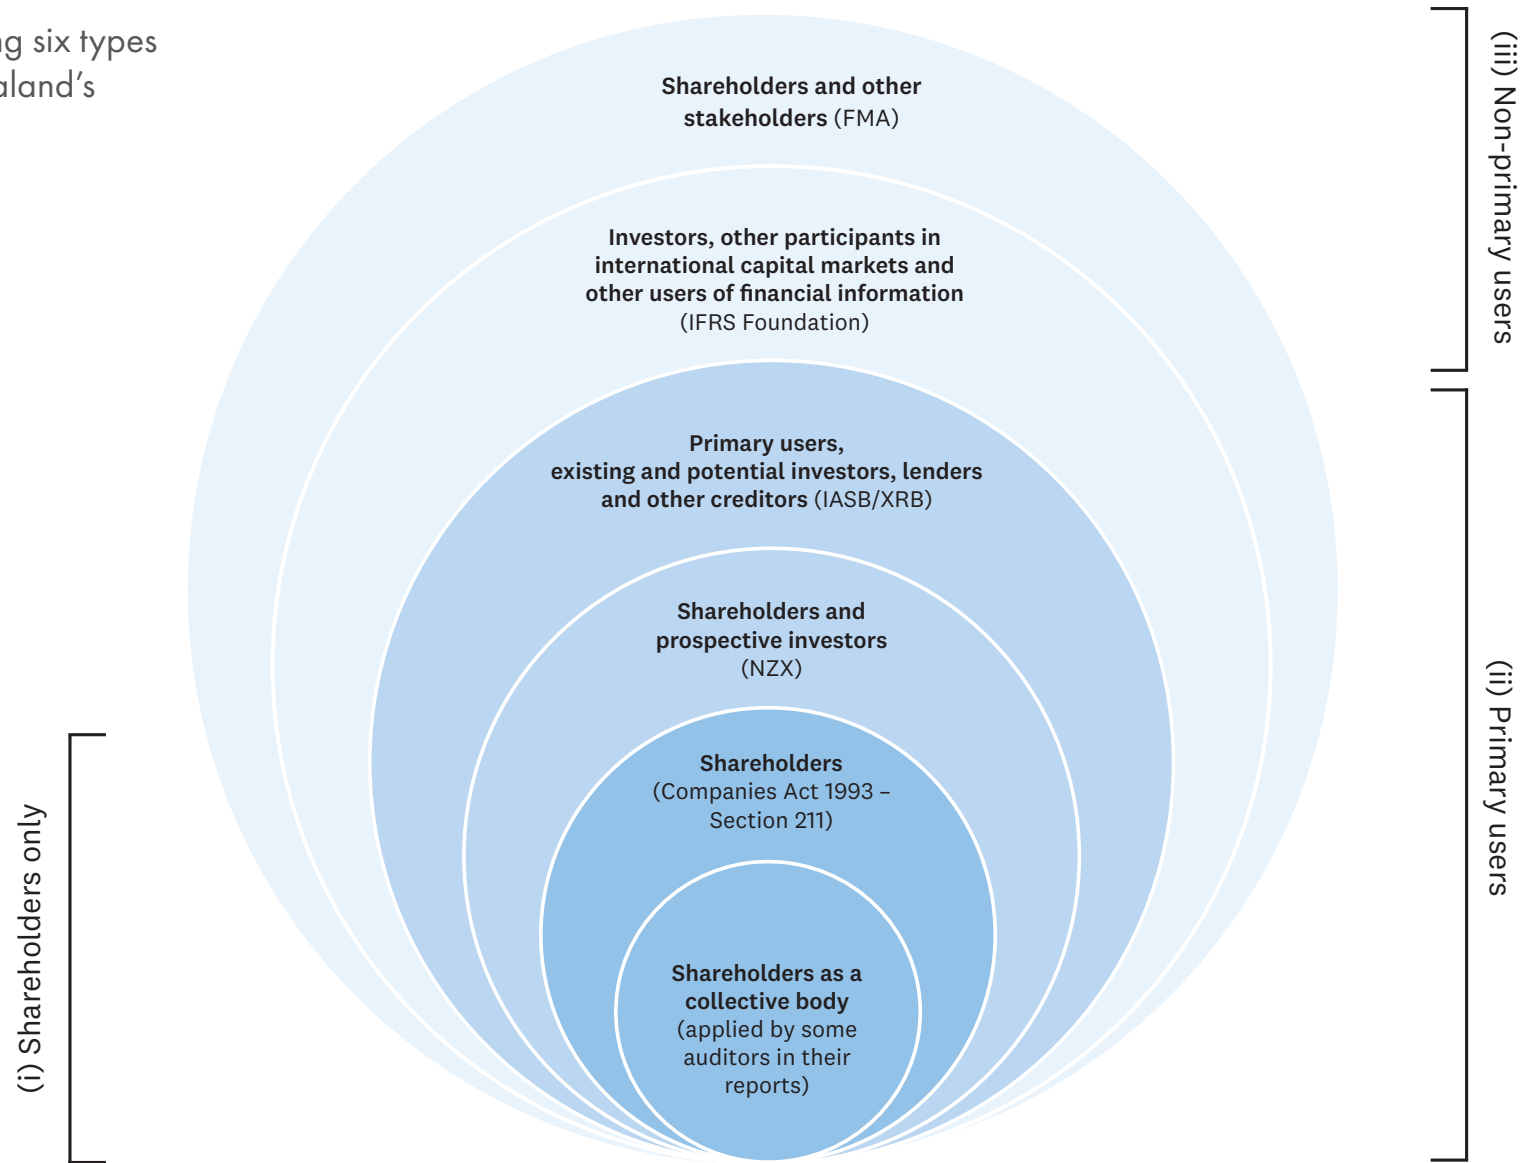 ng six types
aland's
Shareholders and other
stakeholders (FMA)
Investors, other participants in
international capital markets and
other users of financial information
(IFRS Foundation)
Primary users,
existing and potential investors, lenders
and other creditors (IASB/XRB)
Shareholders and
prospective investors
(NZX)
Shareholders
(Companies Act 1993 –
Section 211)
Shareholders as a
collective body
(applied by some
auditors in their
reports)
(i) Shareholders only
(iii) Non-primary users
(ii) Primary users